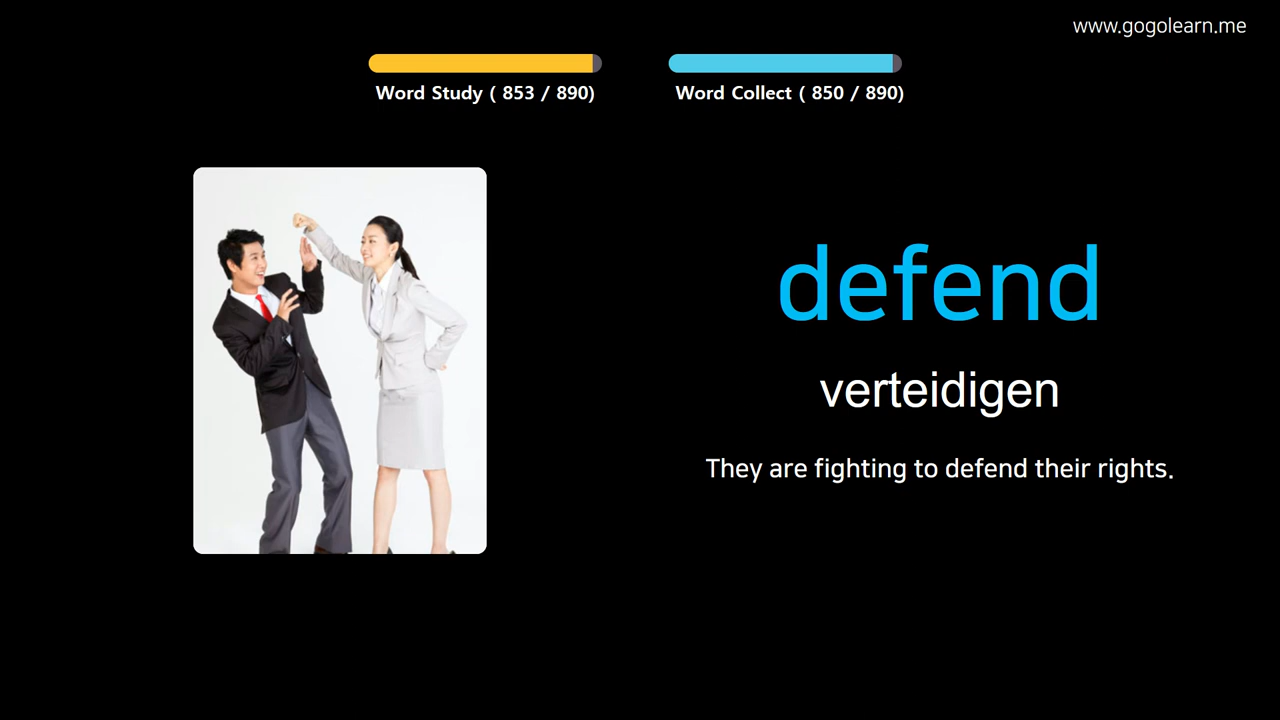 www.gogolearn.me
Word Study ( 853 / 890)
Word Collect ( 850 / 890)
defend
verteidigen
They are fighting to defend their rights.